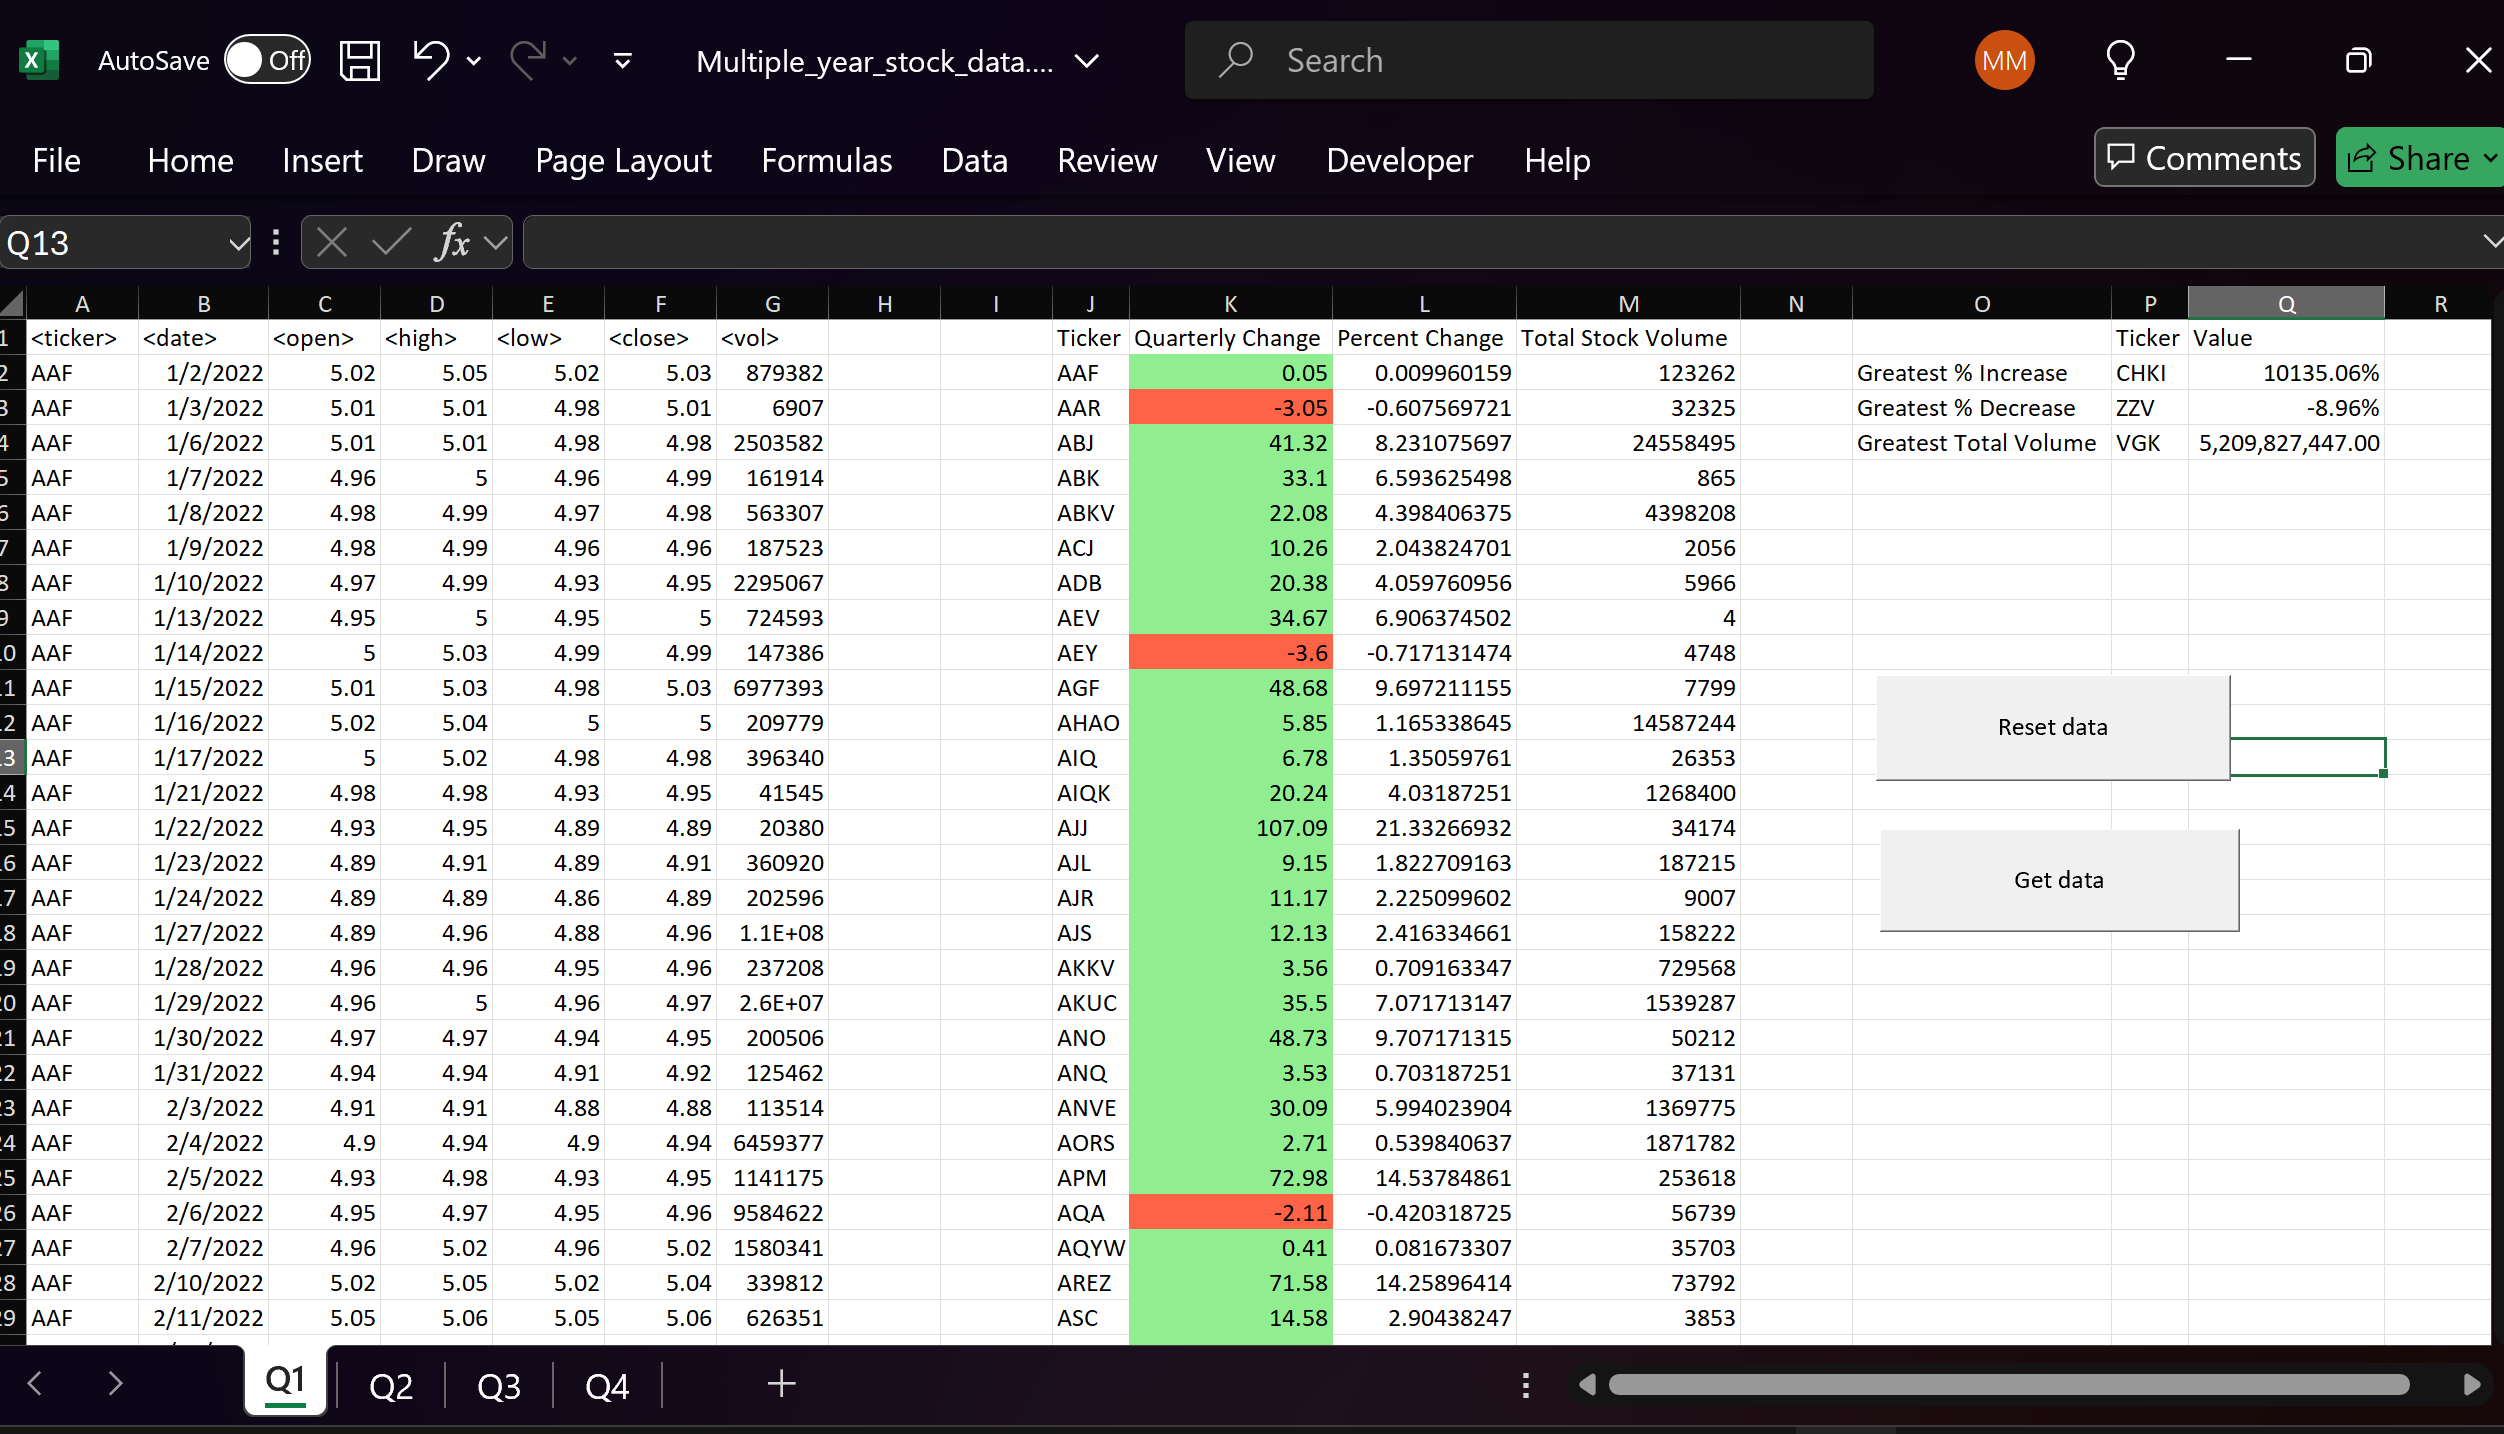 AutoSave Off Multiple_year_stock_data.... Search MM
File Home Insert Draw Page Layout Formulas Data Review View Developer Help Comments Share
Q13 fx
A B C D E F G H I J K L M N O P Q R
1 <ticker> <date> <open> <high> <low> <close> <vol> Ticker Quarterly Change Percent Change Total Stock Volume Ticker Value
2 AAF 1/2/2022 5.02 5.05 5.02 5.03 879382 AAF 0.05 0.009960159 123262 Greatest % Increase CHKI 10135.06%
3 AAF 1/3/2022 5.01 5.01 4.98 5.01 6907 AAR -3.05 -0.607569721 32325 Greatest % Decrease ZZV -8.96%
4 AAF 1/6/2022 5.01 5.01 4.98 4.98 2503582 ABJ 41.32 8.231075697 24558495 Greatest Total Volume VGK 5,209,827,447.00
5 AAF 1/7/2022 4.96 5 4.96 4.99 161914 ABK 33.1 6.593625498 865
6 AAF 1/8/2022 4.98 4.99 4.97 4.98 563307 ABKV 22.08 4.398406375 4398208
7 AAF 1/9/2022 4.98 4.99 4.96 4.96 187523 ACJ 10.26 2.043824701 2056
8 AAF 1/10/2022 4.97 4.99 4.93 4.95 2295067 ADB 20.38 4.059760956 5966
9 AAF 1/13/2022 4.95 5 4.95 5 724593 AEV 34.67 6.906374502 4
0 AAF 1/14/2022 5 5.03 4.99 4.99 147386 AEY -3.6 -0.717131474 4748
1 AAF 1/15/2022 5.01 5.03 4.98 5.03 6977393 AGF 48.68 9.697211155 7799
2 AAF 1/16/2022 5.02 5.04 5 5 209779 AHAO 5.85 1.165338645 14587244 Reset data
3 AAF 1/17/2022 5 5.02 4.98 4.98 396340 AIQ 6.78 1.35059761 26353
4 AAF 1/21/2022 4.98 4.98 4.93 4.95 41545 AIQK 20.24 4.03187251 1268400
5 AAF 1/22/2022 4.93 4.95 4.89 4.89 20380 AJJ 107.09 21.33266932 34174
6 AAF 1/23/2022 4.89 4.91 4.89 4.91 360920 AJL 9.15 1.822709163 187215 Get data
7 AAF 1/24/2022 4.89 4.89 4.86 4.89 202596 AJR 11.17 2.225099602 9007
8 AAF 1/27/2022 4.89 4.96 4.88 4.96 1.1E+08 AJS 12.13 2.416334661 158222
9 AAF 1/28/2022 4.96 4.96 4.95 4.96 237208 AKKV 3.56 0.709163347 729568
0 AAF 1/29/2022 4.96 5 4.96 4.97 2.6E+07 AKUC 35.5 7.071713147 1539287
1 AAF 1/30/2022 4.97 4.97 4.94 4.95 200506 ANO 48.73 9.707171315 50212
2 AAF 1/31/2022 4.94 4.94 4.91 4.92 125462 ANQ 3.53 0.703187251 37131
3 AAF 2/3/2022 4.91 4.91 4.88 4.88 113514 ANVE 30.09 5.994023904 1369775
4 AAF 2/4/2022 4.9 4.94 4.9 4.94 6459377 AORS 2.71 0.539840637 1871782
5 AAF 2/5/2022 4.93 4.98 4.93 4.95 1141175 APM 72.98 14.53784861 253618
6 AAF 2/6/2022 4.95 4.97 4.95 4.96 9584622 AQA -2.11 -0.420318725 56739
7 AAF 2/7/2022 4.96 5.02 4.96 5.02 1580341 AQYW 0.41 0.081673307 35703
8 AAF 2/10/2022 5.02 5.05 5.02 5.04 339812 AREZ 71.58 14.25896414 73792
9 AAF 2/11/2022 5.05 5.06 5.05 5.06 626351 ASC 14.58 2.90438247 3853
Q1 Q2 Q3 Q4